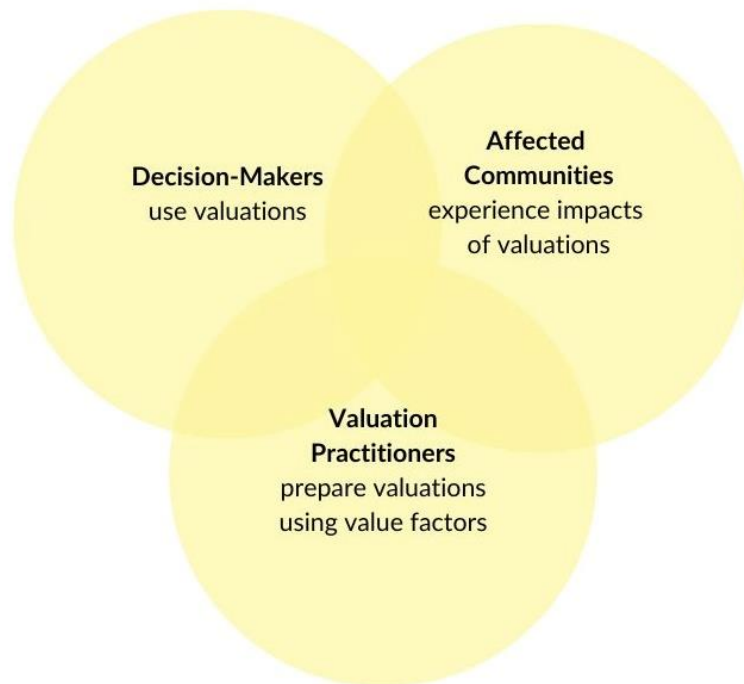 Decision-Makers
use valuations
Affected
Communities
experience impacts
of valuations
Valuation
Practitioners
prepare valuations
using value factors